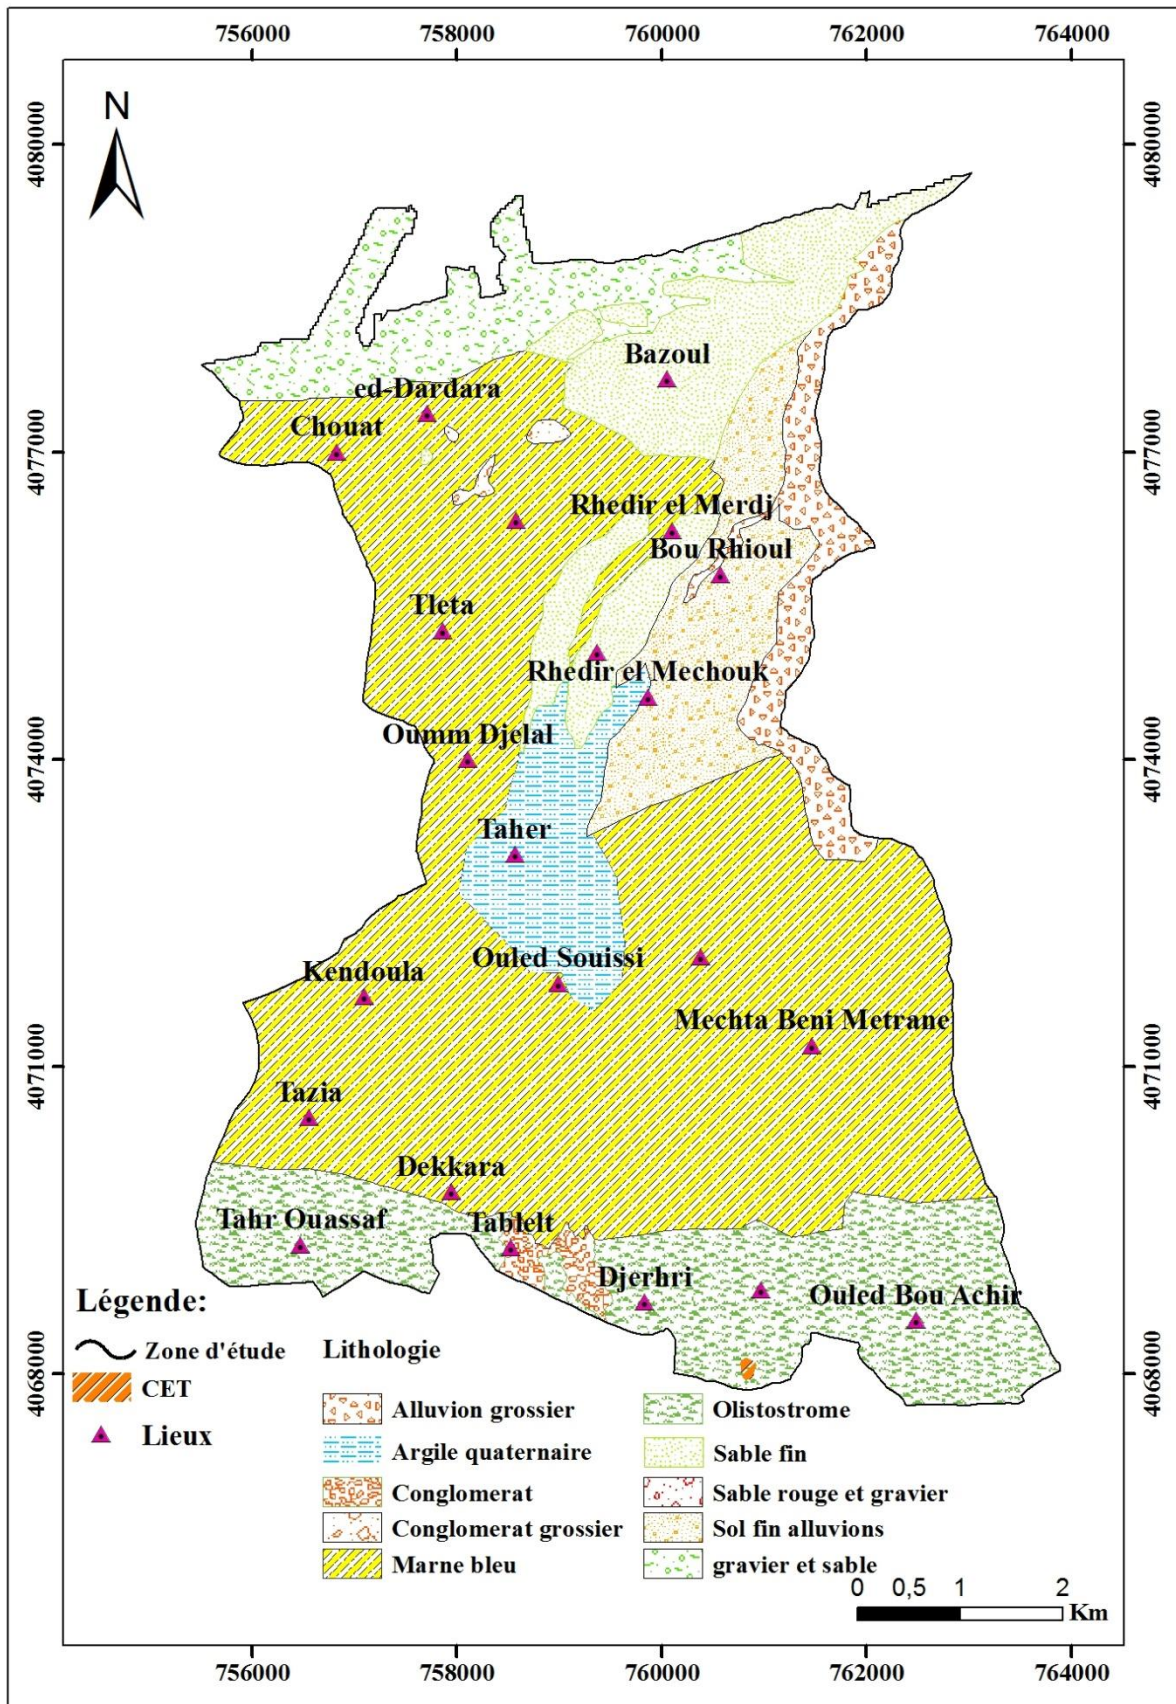 756000 758000 760000 762000 764000
4080000 4080000
N
Bazoul
ed-Dardara
Chouat
4077000 4077000
Rhedir el Merdj
Bou Rhioul
Tleta
Rhedir el Mechouk
Oumm Djelal
4074000 4074000
Taher
Ouled Souissi
Kendoula
Mechta Beni Metrane
4071000 4071000
Tazia
Dekkara
Tahr Ouassaf
Tablelt
Djerhri
Ouled Bou Achir
4068000 4068000
Légende:
Zone d'étude
CET
Lieux
Lithologie
Alluvion grossier
Argile quaternaire
Conglomerat
Conglomerat grossier
Marne bleu
Olistostrome
Sable fin
Sable rouge et gravier
Sol fin alluvions
gravier et sable
0 0,5 1 2
Km
756000 758000 760000 762000 764000